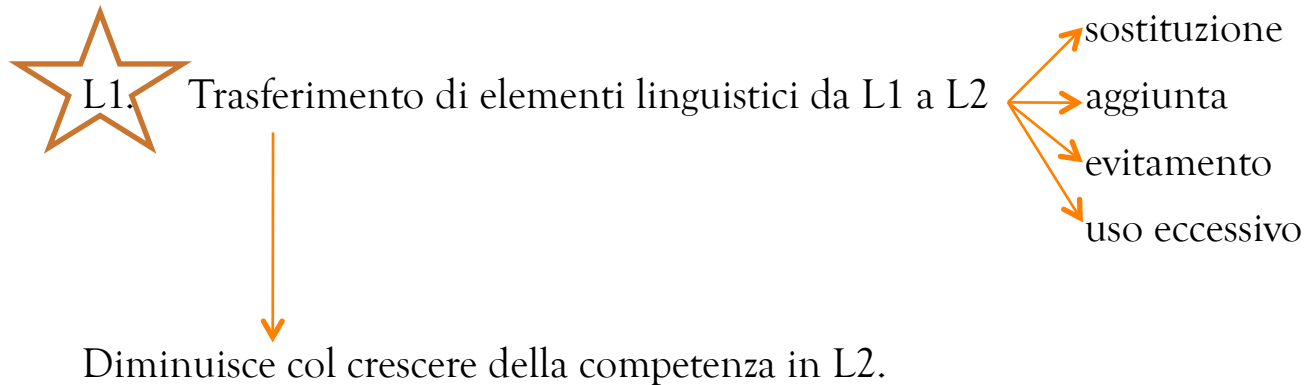 sostituzione
L1. Trasferimento di elementi linguistici da L1 a L2
aggiunta
evitamento
uso eccessivo
Diminuisce col crescere della competenza in L2.